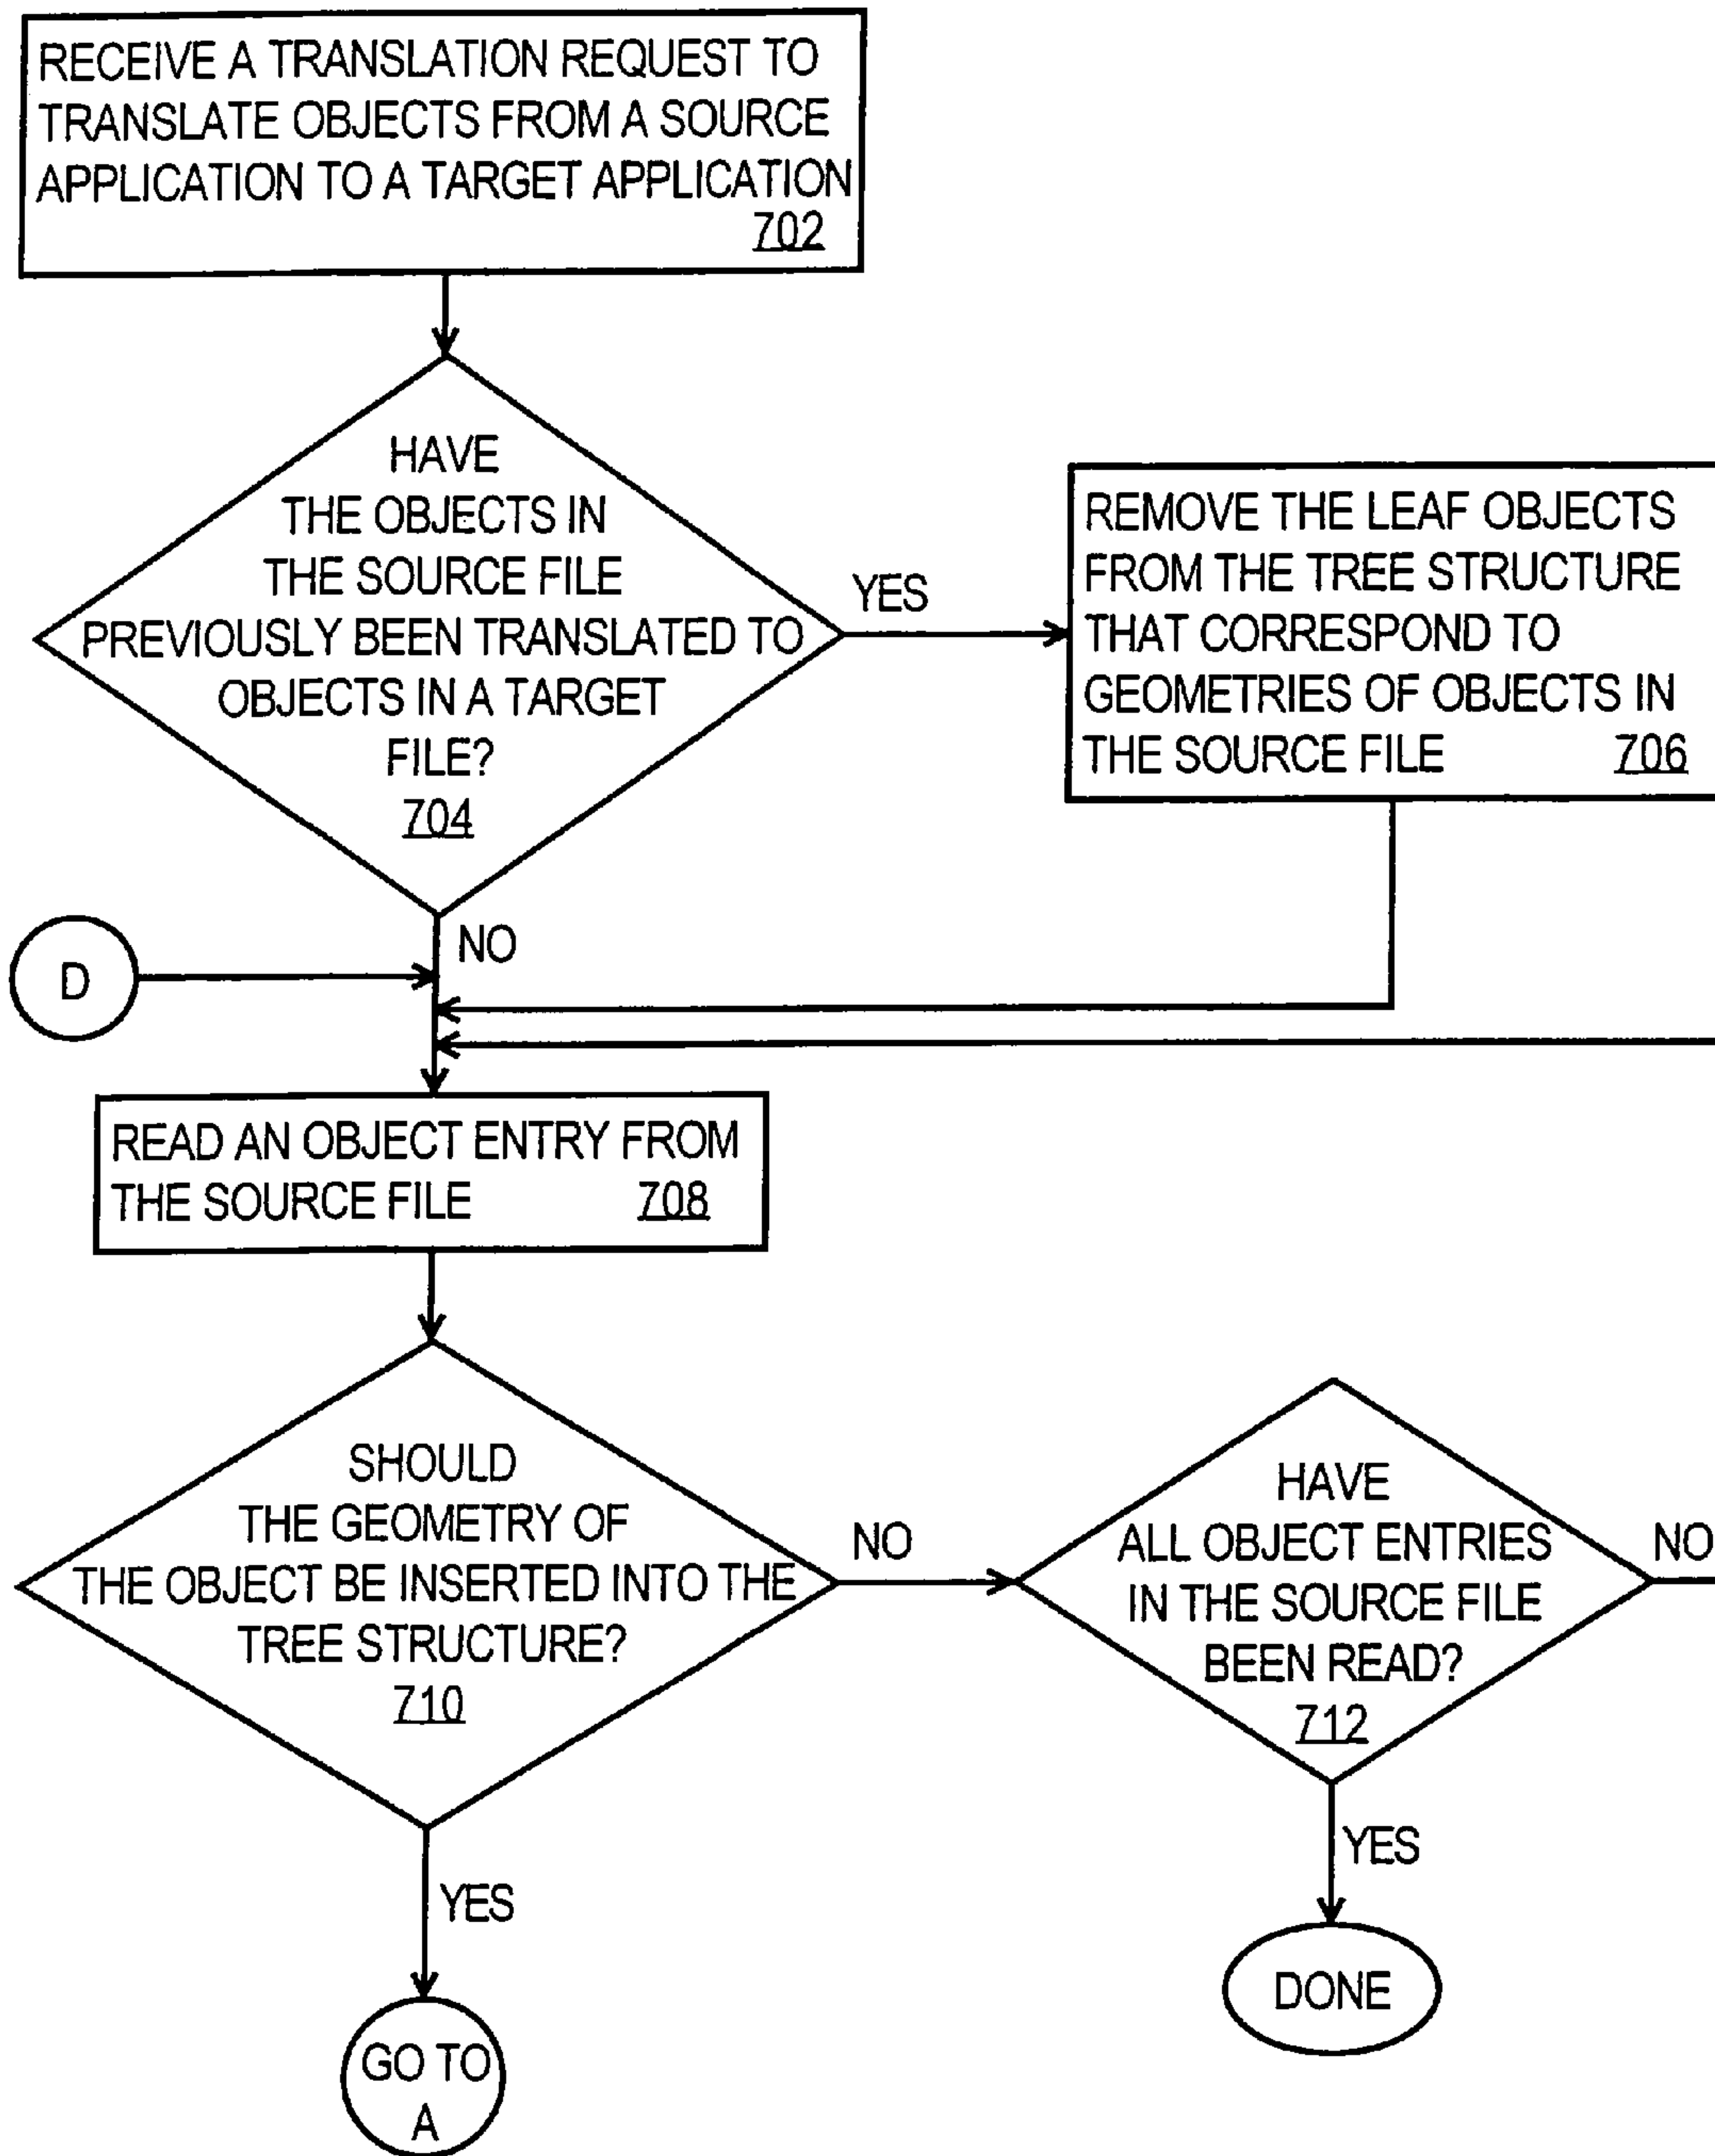 RECEIVE A TRANSLATION REQUEST TO
TRANSLATE OBJECTS FROM A SOURCE
APPLICATION TO A TARGET APPLICATION
702
HAVE
THE OBJECTS IN
THE SOURCE FILE
PREVIOUSLY BEEN TRANSLATED TO
OBJECTS IN A TARGET
FILE?
704
YES
REMOVE THE LEAF OBJECTS
FROM THE TREE STRUCTURE
THAT CORRESPOND TO
GEOMETRIES OF OBJECTS IN
THE SOURCE FILE 706
NO
D
READ AN OBJECT ENTRY FROM
THE SOURCE FILE 708
SHOULD
THE GEOMETRY OF
THE OBJECT BE INSERTED INTO THE
TREE STRUCTURE?
710
NO
HAVE
ALL OBJECT ENTRIES
IN THE SOURCE FILE
BEEN READ?
712
NO
YES
YES
DONE
GO TO
A